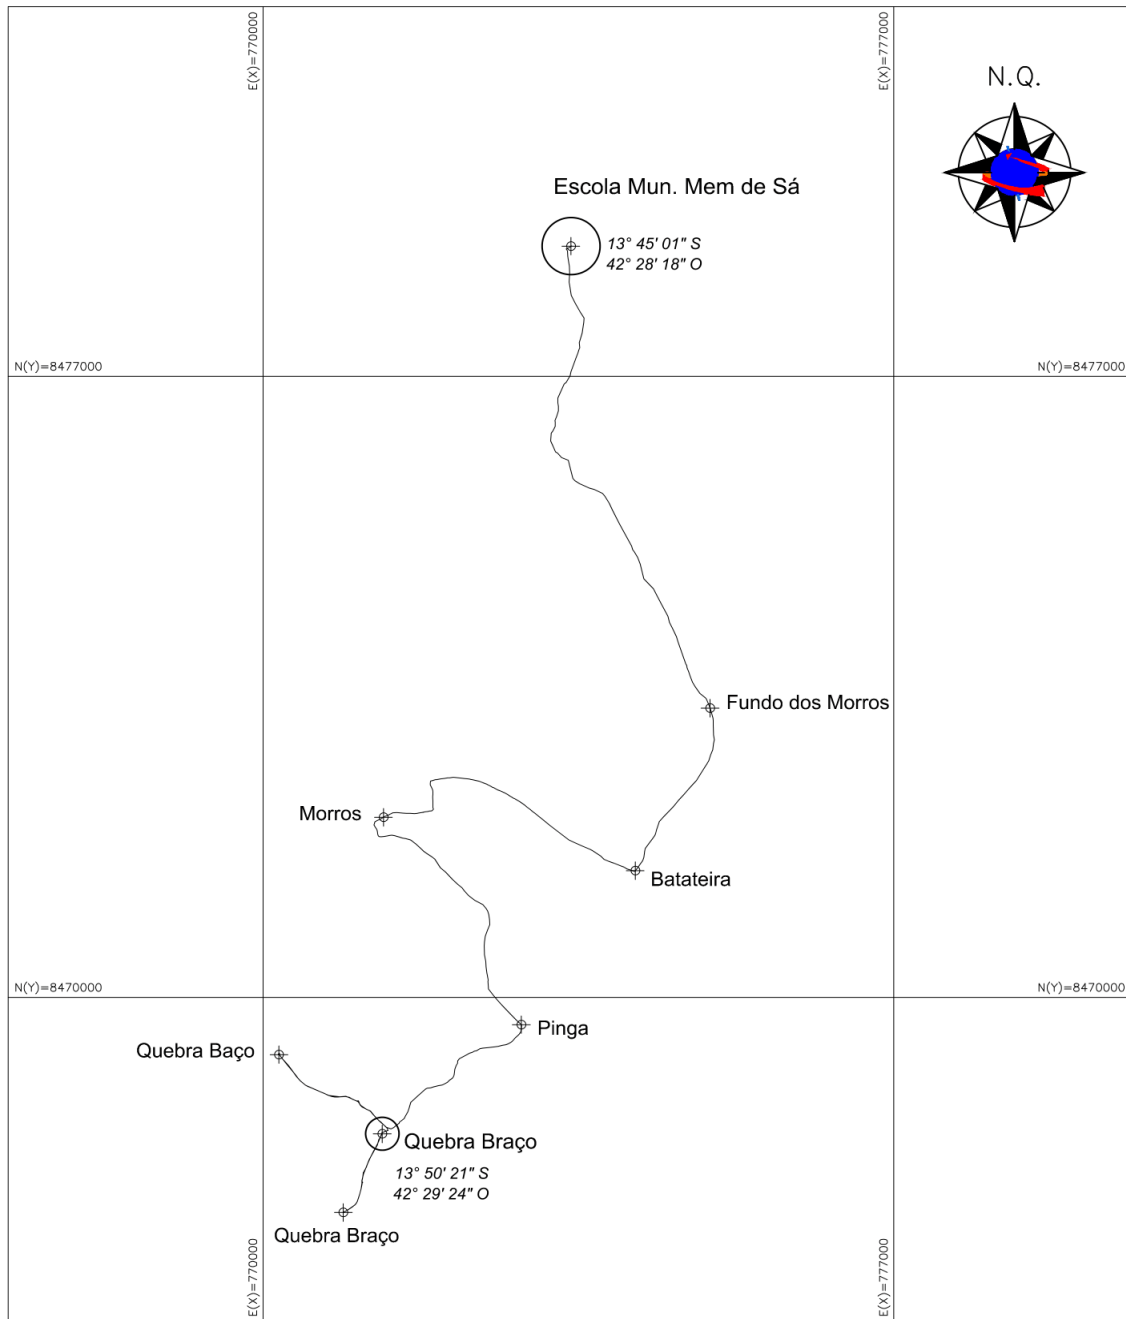 E(X)=770000
E(X)=777000
N.Q.
Escola Mun. Mem de Sá
13° 45' 01" S
42° 28' 18" O
N(Y)=8477000
N(Y)=8477000
Fundo dos Morros
Morros
Batateira
N(Y)=8470000
N(Y)=8470000
Pinga
Quebra Baço
Quebra Braço
13° 50' 21" S
42° 29' 24" O
Quebra Braço
E(X)=770000
E(X)=777000